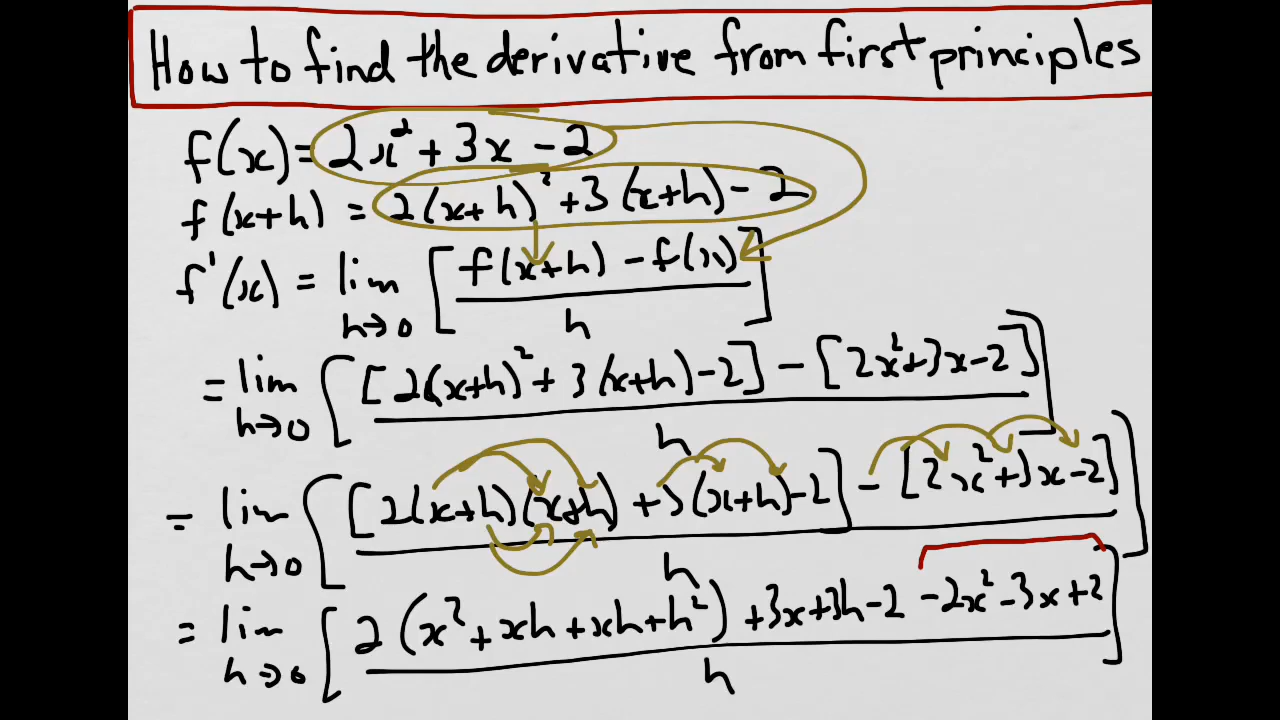 How to find the derivative from first principles
f(x) = 2x² + 3x - 2
f(x+h) = 2(x+h)² + 3(x+h) - 2
f'(x) = lim h→0 [ f(x+h) - f(x) / h ]
= lim h→0 [ [2(x+h)² + 3(x+h) - 2] - [2x² + 3x - 2] / h ]
= lim h→0 [ [2(x+h)(x+h) + 3(x+h) - 2] - [2x² + 3x - 2] / h ]
= lim h→0 [ 2(x² + xh + xh + h²) + 3x + 3h - 2 - 2x² - 3x + 2 / h ]